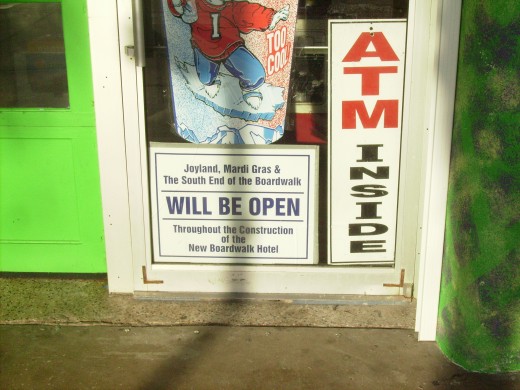 I
TOO
COOL
Joyland, Mardi Gras &
The South End of the Boardwalk
WILL BE OPEN
Throughout the Construction
of the
New Boardwalk Hotel
ATM
INSIDE